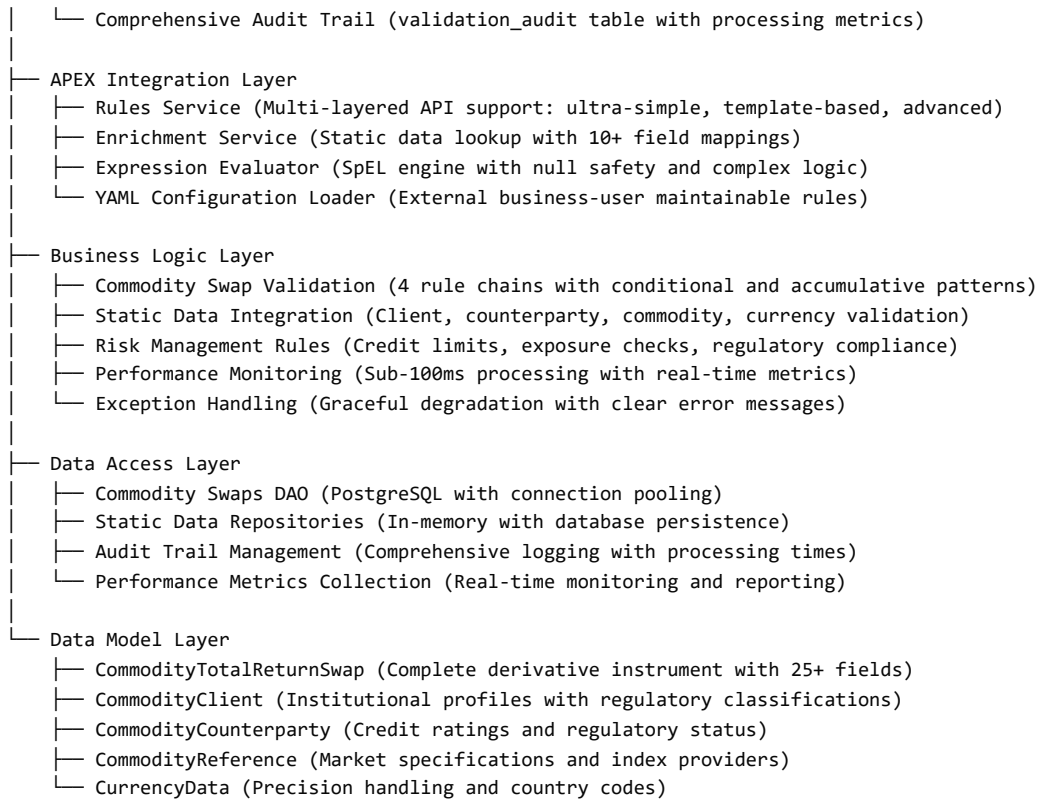 │   └── Comprehensive Audit Trail (validation_audit table with processing metrics)
│
├── APEX Integration Layer
│   ├── Rules Service (Multi-layered API support: ultra-simple, template-based, advanced)
│   ├── Enrichment Service (Static data lookup with 10+ field mappings)
│   ├── Expression Evaluator (SpEL engine with null safety and complex logic)
│   └── YAML Configuration Loader (External business-user maintainable rules)
│
├── Business Logic Layer
│   ├── Commodity Swap Validation (4 rule chains with conditional and accumulative patterns)
│   ├── Static Data Integration (Client, counterparty, commodity, currency validation)
│   ├── Risk Management Rules (Credit limits, exposure checks, regulatory compliance)
│   ├── Performance Monitoring (Sub-100ms processing with real-time metrics)
│   └── Exception Handling (Graceful degradation with clear error messages)
│
├── Data Access Layer
│   ├── Commodity Swaps DAO (PostgreSQL with connection pooling)
│   ├── Static Data Repositories (In-memory with database persistence)
│   ├── Audit Trail Management (Comprehensive logging with processing times)
│   └── Performance Metrics Collection (Real-time monitoring and reporting)
│
└── Data Model Layer
    ├── CommodityTotalReturnSwap (Complete derivative instrument with 25+ fields)
    ├── CommodityClient (Institutional profiles with regulatory classifications)
    ├── CommodityCounterparty (Credit ratings and regulatory status)
    ├── CommodityReference (Market specifications and index providers)
    └── CurrencyData (Precision handling and country codes)